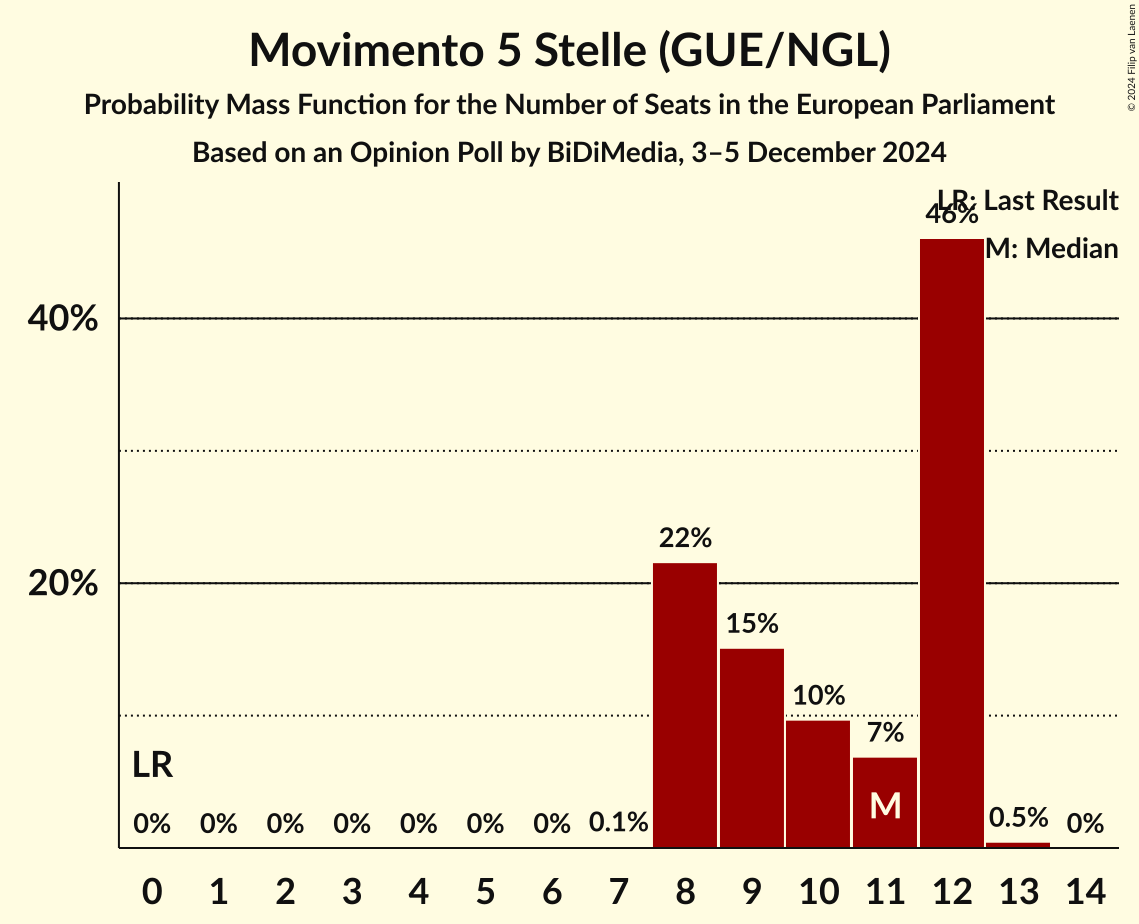 Movimento 5 Stelle (GUE/NGL)
Probability Mass Function for the Number of Seats in the European Parliament
Based on an Opinion Poll by BiDiMedia, 3–5 December 2024
© 2024 Filip van Laenen
LR: Last Result
M: Median
46%
40%
22%
20%
15%
10%
7%
LR
M
0% 0% 0% 0% 0% 0% 0% 0.1% 0.5% 0%
0 1 2 3 4 5 6 7 8 9 10 11 12 13 14